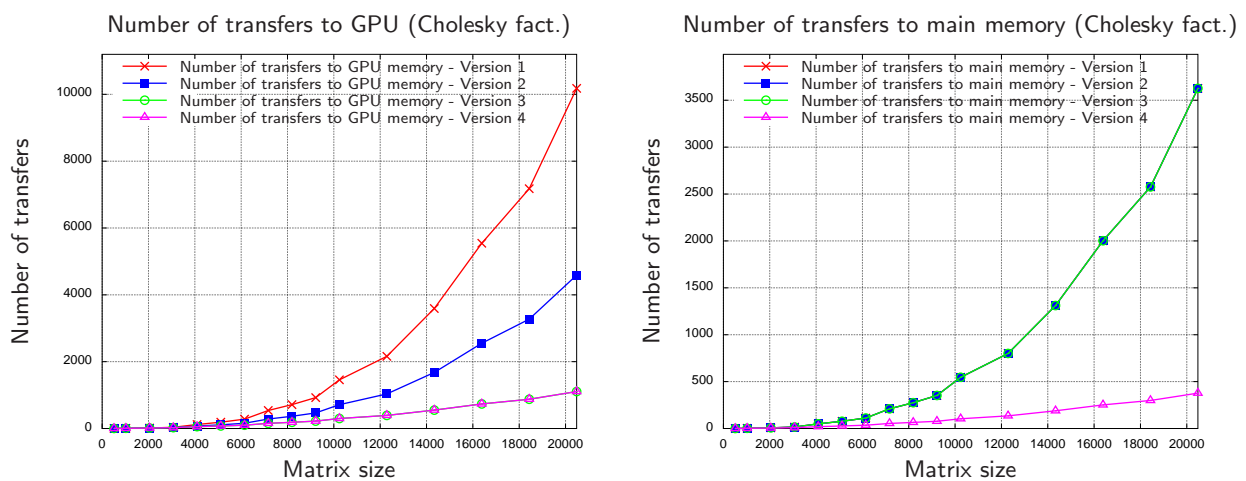 Number of transfers to GPU (Cholesky fact.)
Number of transfers to GPU memory - Version 1
Number of transfers to GPU memory - Version 2
Number of transfers to GPU memory - Version 3
Number of transfers to GPU memory - Version 4
Number of transfers
10000
8000
6000
4000
2000
0
0 2000 4000 6000 8000 10000 12000 14000 16000 18000 20000
Matrix size
Number of transfers to main memory (Cholesky fact.)
Number of transfers to main memory - Version 1
Number of transfers to main memory - Version 2
Number of transfers to main memory - Version 3
Number of transfers to main memory - Version 4
Number of transfers
3500
3000
2500
2000
1500
1000
500
0
0 2000 4000 6000 8000 10000 12000 14000 16000 18000 20000
Matrix size